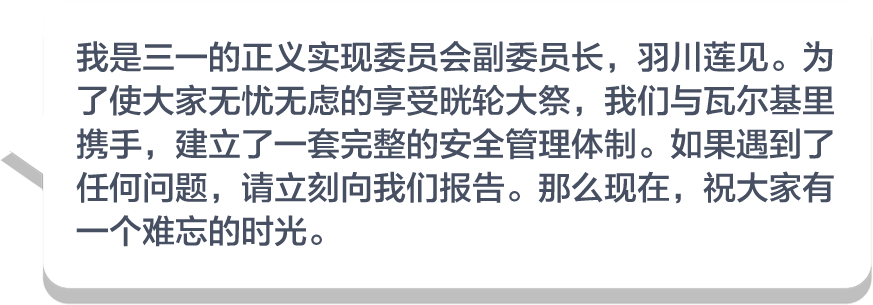 我是三一的正义实现委员会副委员长，羽川莲见。为
了使大家无忧无虑的享受晄轮大祭，我们与瓦尔基里
携手，建立了一套完整的安全管理体制。如果遇到了
任何问题，请立刻向我们报告。那么现在，祝大家有
一个难忘的时光。